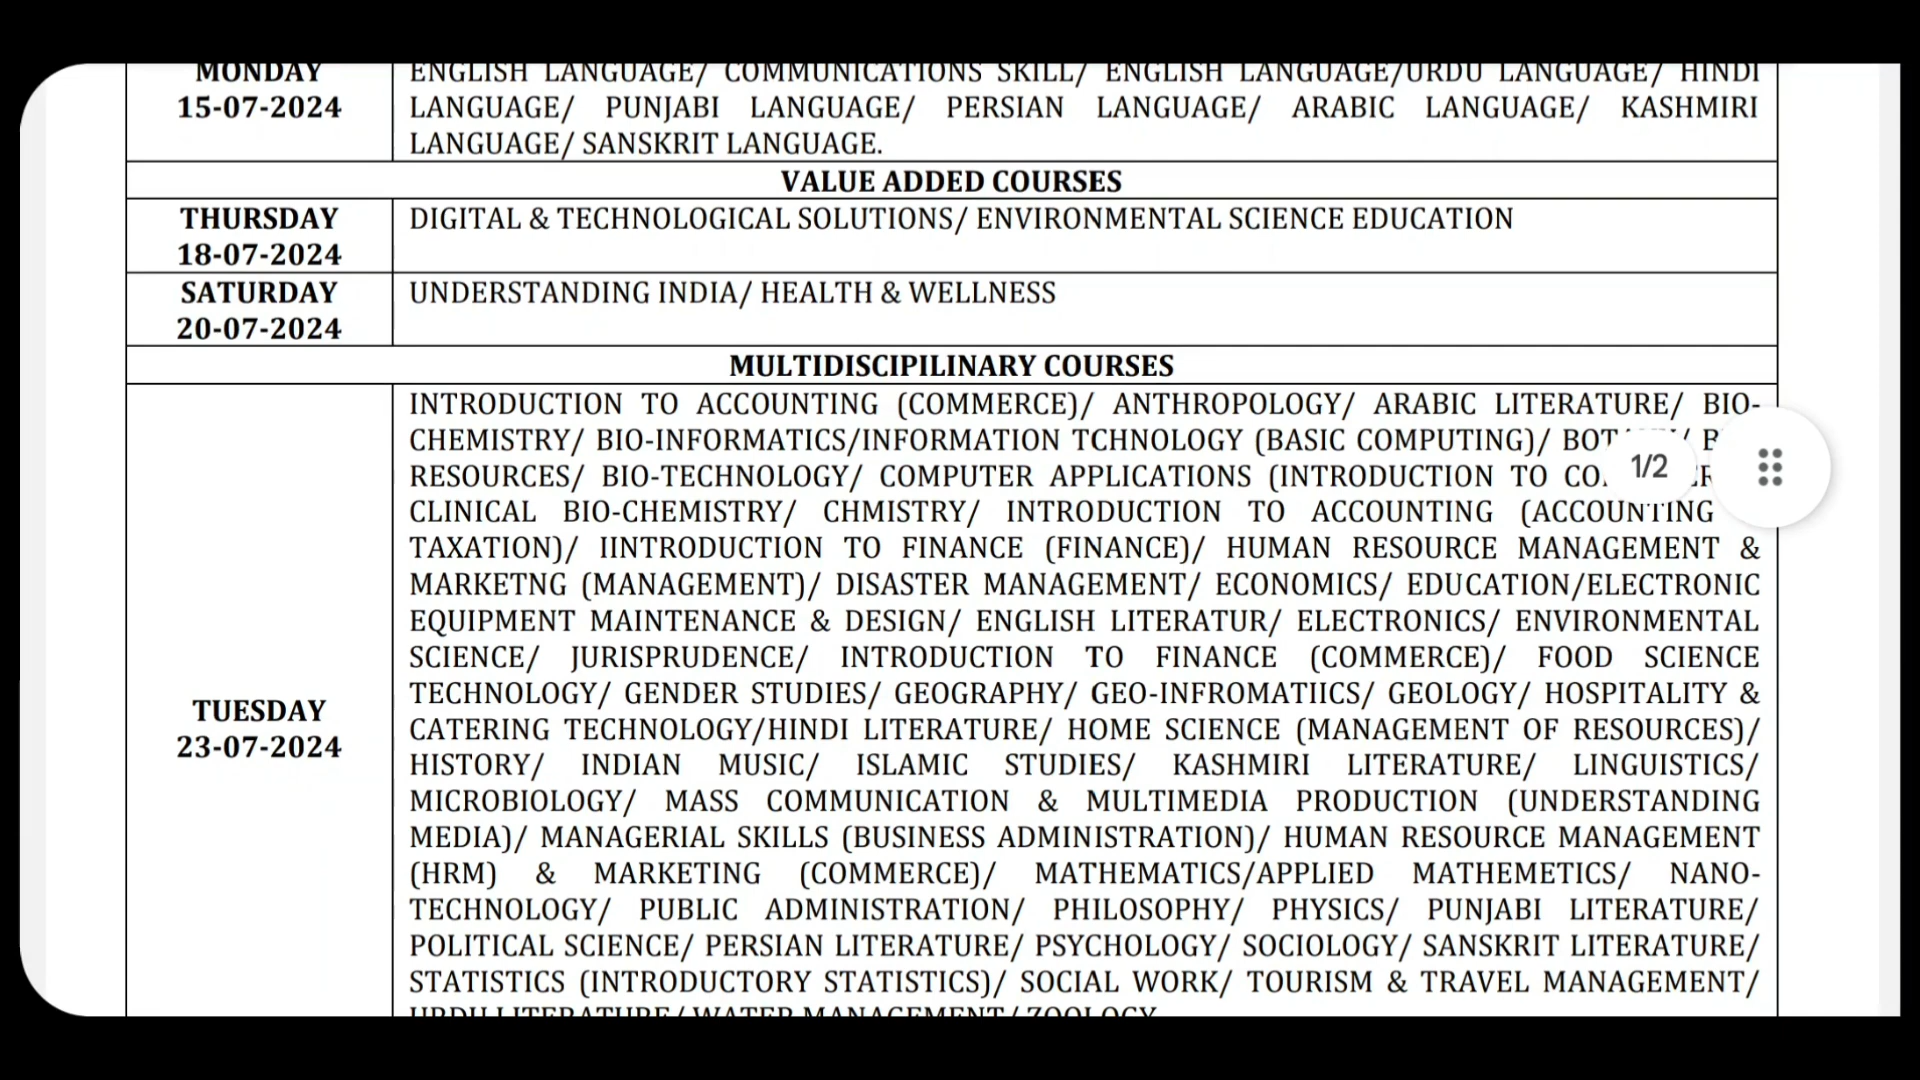 MONDAY
15-07-2024
ENGLISH LANGUAGE/ COMMUNICATIONS SKILL/ ENGLISH LANGUAGE/URDU LANGUAGE/ HINDI
LANGUAGE/ PUNJABI LANGUAGE/ PERSIAN LANGUAGE/ ARABIC LANGUAGE/ KASHMIRI
LANGUAGE/ SANSKRIT LANGUAGE.
VALUE ADDED COURSES
THURSDAY
18-07-2024
DIGITAL & TECHNOLOGICAL SOLUTIONS/ ENVIRONMENTAL SCIENCE EDUCATION
SATURDAY
20-07-2024
UNDERSTANDING INDIA/ HEALTH & WELLNESS
MULTIDISCIPILINARY COURSES
TUESDAY
23-07-2024
INTRODUCTION TO ACCOUNTING (COMMERCE)/ ANTHROPOLOGY/ ARABIC LITERATURE/ BIO-
CHEMISTRY/ BIO-INFORMATICS/INFORMATION TCHNOLOGY (BASIC COMPUTING)/
RESOURCES/ BIO-TECHNOLOGY/ COMPUTER APPLICATIONS (INTRODUCTION TO
1/2
CLINICAL BIO-CHEMISTRY/ CHMISTRY/ INTRODUCTION TO ACCOUNTING (ACCOUNTING
TAXATION)/ IINTRODUCTION TO FINANCE (FINANCE)/ HUMAN RESOURCE MANAGEMENT &
MARKETNG (MANAGEMENT)/ DISASTER MANAGEMENT/ ECONOMICS/ EDUCATION/ELECTRONIC
EQUIPMENT MAINTENANCE & DESIGN/ ENGLISH LITERATUR/ ELECTRONICS/ ENVIRONMENTAL
SCIENCE/ JURISPRUDENCE/ INTRODUCTION TO FINANCE (COMMERCE)/ FOOD SCIENCE
TECHNOLOGY/ GENDER STUDIES/ GEOGRAPHY/ GEO-INFROMATIICS/ GEOLOGY/ HOSPITALITY &
CATERING TECHNOLOGY/HINDI LITERATURE/ HOME SCIENCE (MANAGEMENT OF RESOURCES)/
HISTORY/ INDIAN MUSIC/ ISLAMIC STUDIES/ KASHMIRI LITERATURE/ LINGUISTICS/
MICROBIOLOGY/ MASS COMMUNICATION & MULTIMEDIA PRODUCTION (UNDERSTANDING
MEDIA)/ MANAGERIAL SKILLS (BUSINESS ADMINISTRATION)/ HUMAN RESOURCE MANAGEMENT
(HRM) & MARKETING (COMMERCE)/ MATHEMATICS/APPLIED MATHEMETICS/ NANO-
TECHNOLOGY/ PUBLIC ADMINISTRATION/ PHILOSOPHY/ PHYSICS/ PUNJABI LITERATURE/
POLITICAL SCIENCE/ PERSIAN LITERATURE/ PSYCHOLOGY/ SOCIOLOGY/ SANSKRIT LITERATURE/
STATISTICS (INTRODUCTORY STATISTICS)/ SOCIAL WORK/ TOURISM & TRAVEL MANAGEMENT/
URDU LITERATURE/ WATER MANAGEMENT/ ZOOLOGY